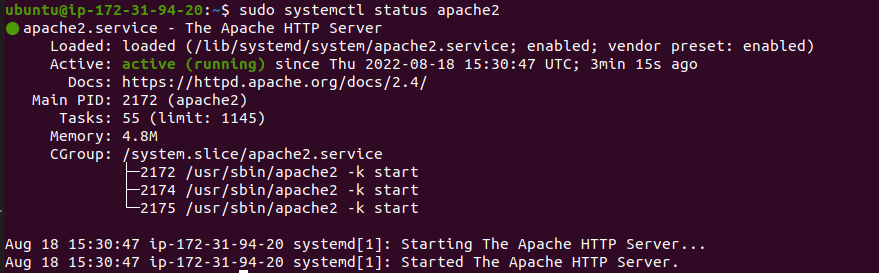 ubuntu@ip-172-31-94-20:~$ sudo systemctl status apache2
● apache2.service - The Apache HTTP Server
     Loaded: loaded (/lib/systemd/system/apache2.service; enabled; vendor preset: enabled)
     Active: active (running) since Thu 2022-08-18 15:30:47 UTC; 3min 15s ago
       Docs: https://httpd.apache.org/docs/2.4/
   Main PID: 2172 (apache2)
      Tasks: 55 (limit: 1145)
     Memory: 4.8M
     CGroup: /system.slice/apache2.service
             ├─2172 /usr/sbin/apache2 -k start
             ├─2174 /usr/sbin/apache2 -k start
             └─2175 /usr/sbin/apache2 -k start
Aug 18 15:30:47 ip-172-31-94-20 systemd[1]: Starting The Apache HTTP Server...
Aug 18 15:30:47 ip-172-31-94-20 systemd[1]: Started The Apache HTTP Server.